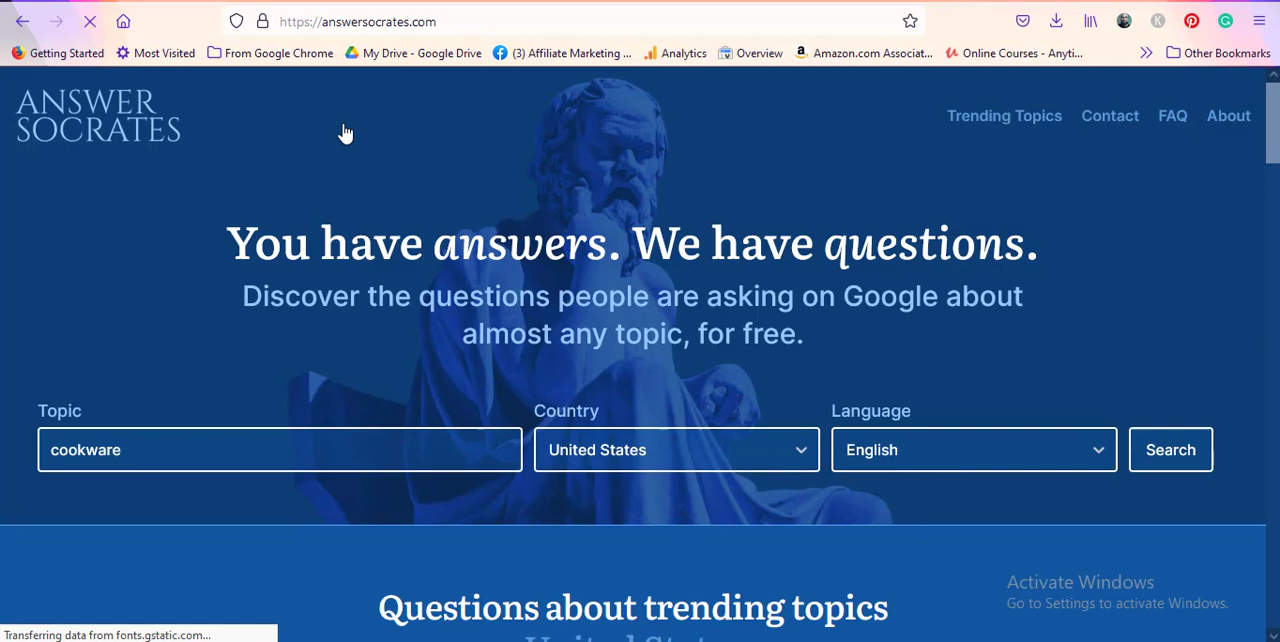 https://answersocrates.com
Getting Started Most Visited From Google Chrome My Drive - Google Drive (3) Affiliate Marketing ... Analytics Overview Amazon.com Associat... Online Courses - Anyti... Other Bookmarks
ANSWER
SOCRATES
Trending Topics Contact FAQ About
You have answers. We have questions.
Discover the questions people are asking on Google about
almost any topic, for free.
Topic Country Language
cookware United States English Search
Questions about trending topics
Activate Windows
Go to Settings to activate Windows.
Transferring data from fonts.gstatic.com...